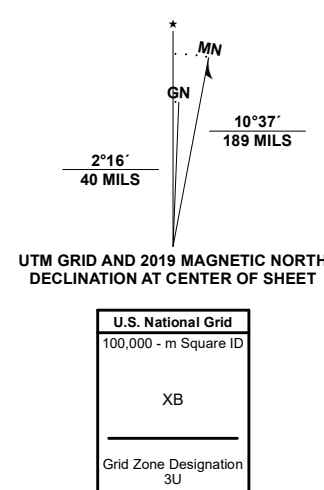 ★
MN
GN
10°37´
189 MILS
2°16´
40 MILS
UTM GRID AND 2019 MAGNETIC NORTH
DECLINATION AT CENTER OF SHEET
U.S. National Grid
100,000 - m Square ID
XB
Grid Zone Designation
3U